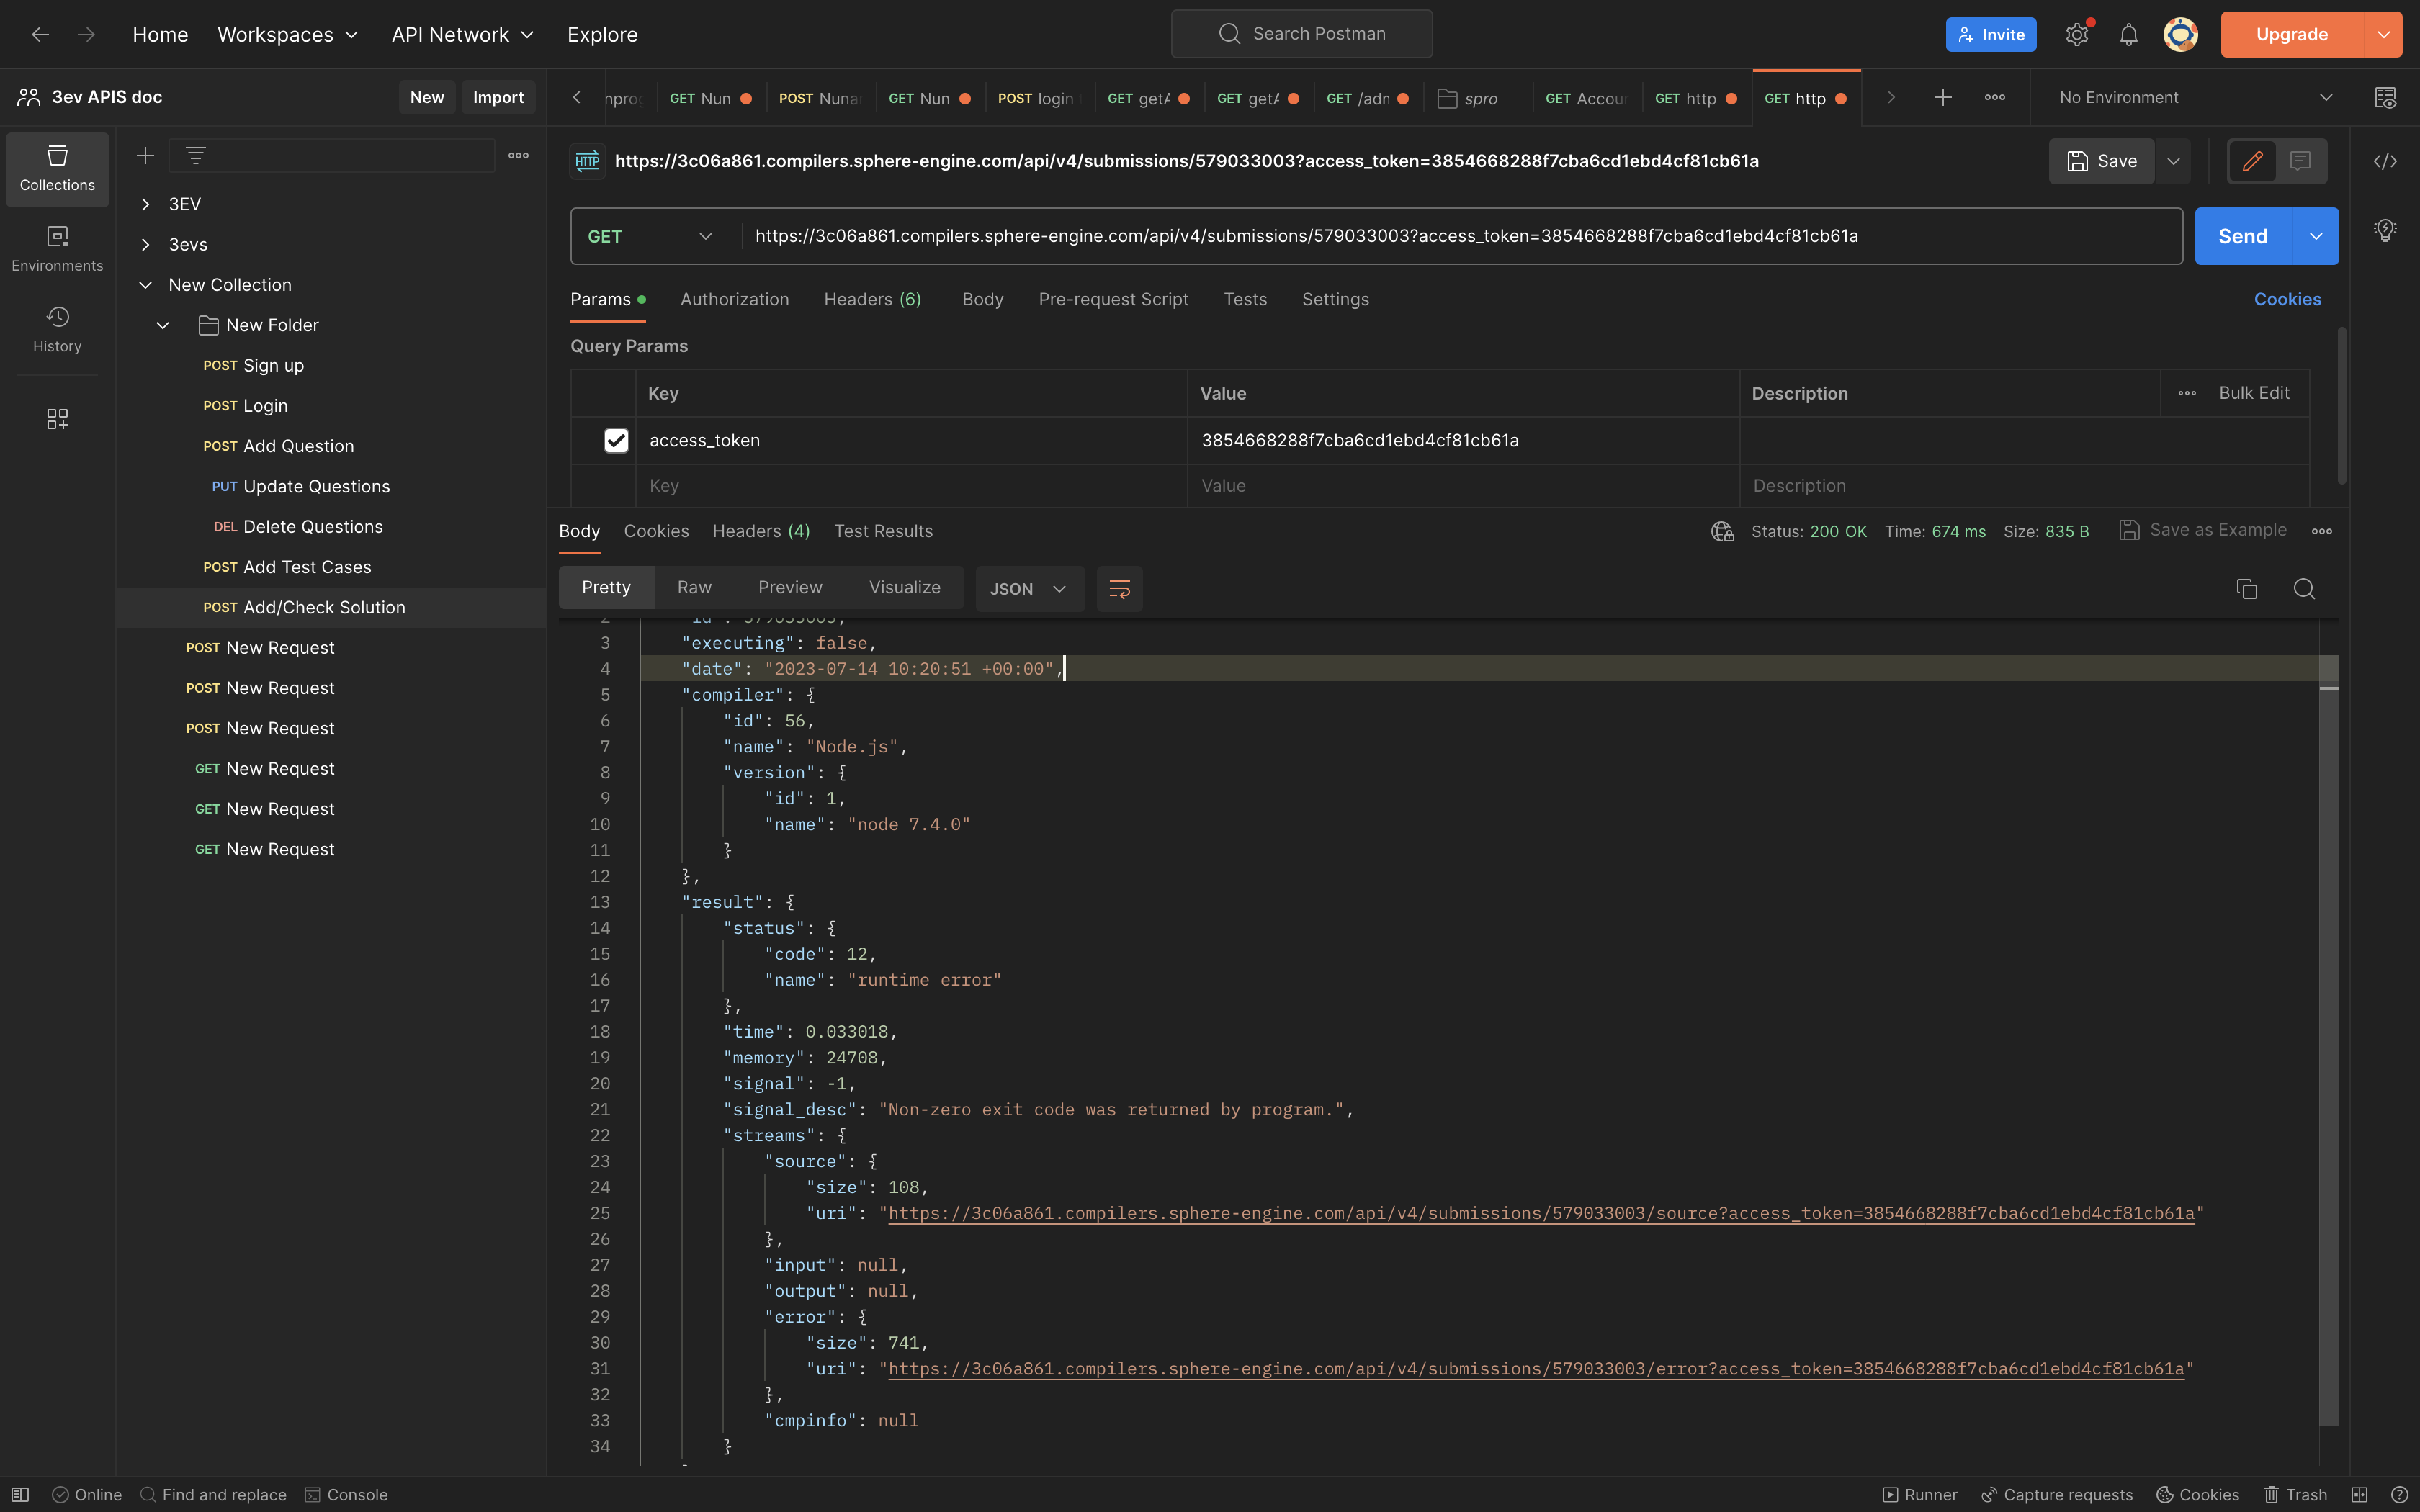 Home Workspaces API Network Explore Search Postman Invite Upgrade
3ev APIS doc New Import
GET Nun POST Nuna GET Nun POST login GET getA GET getA GET /adm spro GET Accour GET http GET http No Environment
Collections
Environments
History
3EV
3evs
New Collection
New Folder
POST Sign up
POST Login
POST Add Question
PUT Update Questions
DEL Delete Questions
POST Add Test Cases
POST Add/Check Solution
POST New Request
POST New Request
POST New Request
GET New Request
GET New Request
GET New Request
HTTP https://3c06a861.compilers.sphere-engine.com/api/v4/submissions/579033003?access_token=3854668288f7cba6cd1ebd4cf81cb61a Save
GET https://3c06a861.compilers.sphere-engine.com/api/v4/submissions/579033003?access_token=3854668288f7cba6cd1ebd4cf81cb61a Send
Params Authorization Headers (6) Body Pre-request Script Tests Settings Cookies
Query Params
Key Value Description Bulk Edit
access_token 3854668288f7cba6cd1ebd4cf81cb61a
Key Value Description
Body Cookies Headers (4) Test Results Status: 200 OK Time: 674 ms Size: 835 B Save as Example
Pretty Raw Preview Visualize JSON
2 "id": 579033003,
3 "executing": false,
4 "date": "2023-07-14 10:20:51 +00:00",
5 "compiler": {
6 "id": 56,
7 "name": "Node.js",
8 "version": {
9 "id": 1,
10 "name": "node 7.4.0"
11 }
12 },
13 "result": {
14 "status": {
15 "code": 12,
16 "name": "runtime error"
17 },
18 "time": 0.033018,
19 "memory": 24708,
20 "signal": -1,
21 "signal_desc": "Non-zero exit code was returned by program.",
22 "streams": {
23 "source": {
24 "size": 108,
25 "uri": "https://3c06a861.compilers.sphere-engine.com/api/v4/submissions/579033003/source?access_token=3854668288f7cba6cd1ebd4cf81cb61a"
26 },
27 "input": null,
28 "output": null,
29 "error": {
30 "size": 741,
31 "uri": "https://3c06a861.compilers.sphere-engine.com/api/v4/submissions/579033003/error?access_token=3854668288f7cba6cd1ebd4cf81cb61a"
32 },
33 "cmpinfo": null
34 }
Online Find and replace Console Runner Capture requests Cookies Trash